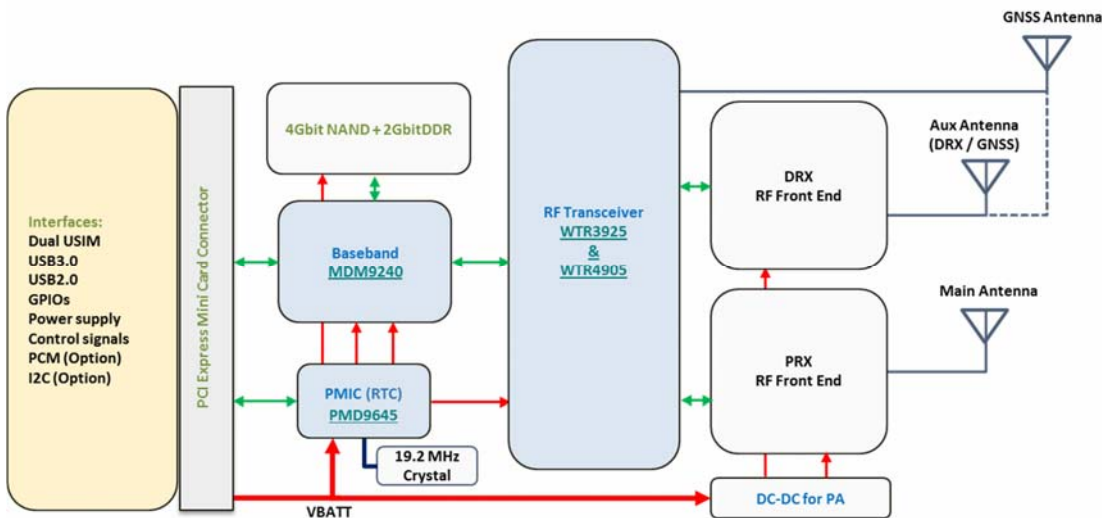 GNSS Antenna
4Gbit NAND + 2GbitDDR
Aux Antenna
(DRX / GNSS)
DRX
RF Front End
Interfaces:
Dual USIM
USB3.0
USB2.0
GPIOs
Power supply
Control signals
PCM (Option)
I2C (Option)
PCI Express Mini Card Connector
Baseband
MDM9240
RF Transceiver
WTR3925
&
WTR4905
Main Antenna
PRX
RF Front End
PMIC (RTC)
PMD9645
19.2 MHz
Crystal
VBATT
DC-DC for PA